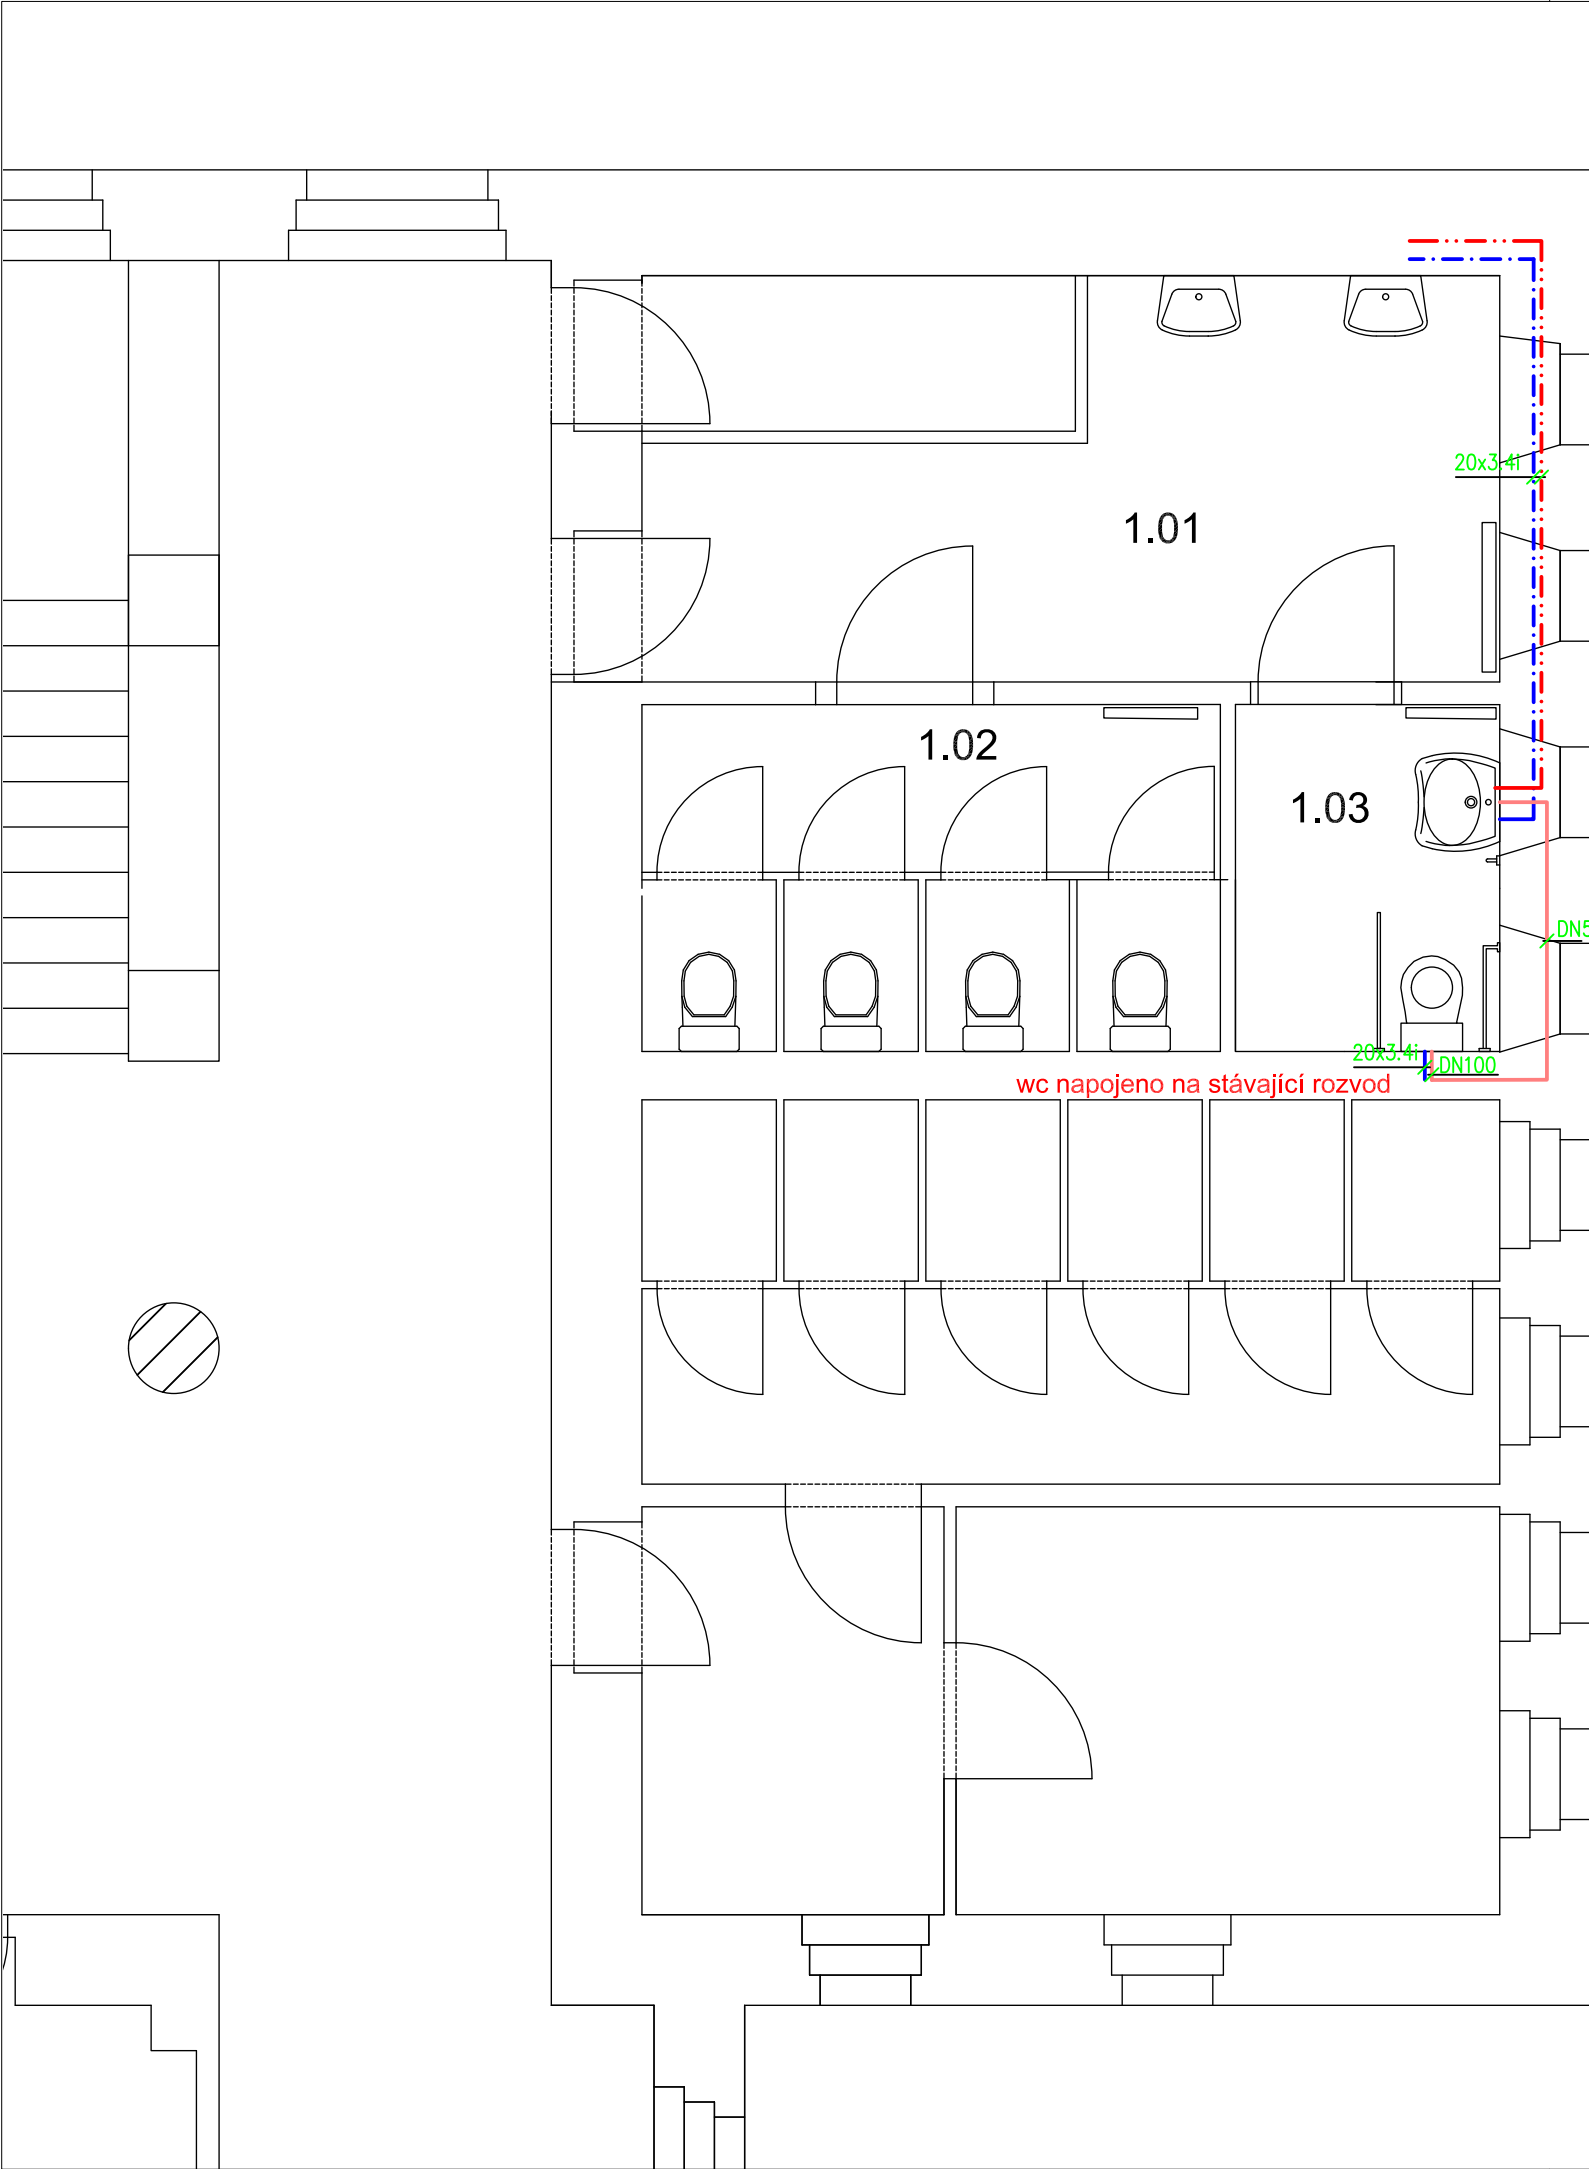 20x3.4i
1.01
1.02
1.03
DN5
20x3.4i
DN100
wc napojeno na stávající rozvod